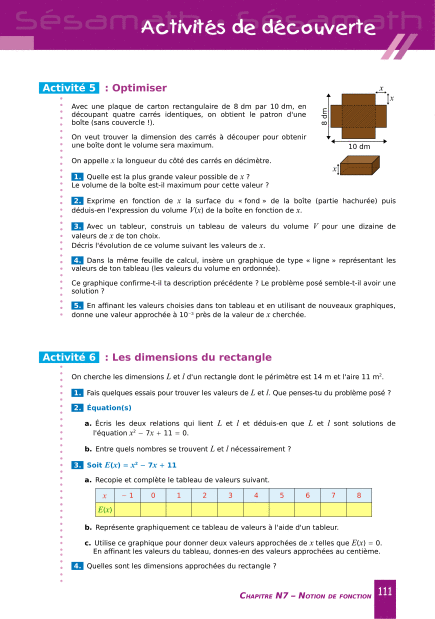 Sésamath
Sésamath
Activités de découverte
Activité 5 : Optimiser
Avec une plaque de carton rectangulaire de 8 dm par 10 dm, en
découpant quatre carrés identiques, on obtient le patron d'une
boîte (sans couvercle !).
On veut trouver la dimension des carrés à découper pour obtenir
une boîte dont le volume sera maximum.
On appelle x la longueur du côté des carrés en décimètre.
x
x
8 dm
10 dm
x
1. Quelle est la plus grande valeur possible de x ?
Le volume de la boîte est-il maximum pour cette valeur ?
2. Exprime en fonction de x la surface du « fond » de la boîte (partie hachurée) puis
déduis-en l'expression du volume V(x) de la boîte en fonction de x.
3. Avec un tableur, construis un tableau de valeurs du volume V pour une dizaine de
valeurs de x de ton choix.
Décris l'évolution de ce volume suivant les valeurs de x.
4. Dans la même feuille de calcul, insère un graphique de type « ligne » représentant les
valeurs de ton tableau (les valeurs du volume en ordonnée).
Ce graphique confirme-t-il ta description précédente ? Le problème posé semble-t-il avoir une
solution ?
5. En affinant les valeurs choisies dans ton tableau et en utilisant de nouveaux graphiques,
donne une valeur approchée à 10⁻³ près de la valeur de x cherchée.
Activité 6 : Les dimensions du rectangle
On cherche les dimensions L et l d'un rectangle dont le périmètre est 14 m et l'aire 11 m².
1. Fais quelques essais pour trouver les valeurs de L et l. Que penses-tu du problème posé ?
2. Équation(s)
a. Écris les deux relations qui lient L et l et déduis-en que L et l sont solutions de
l'équation x² − 7x + 11 = 0.
b. Entre quels nombres se trouvent L et l nécessairement ?
3. Soit E(x) = x² − 7x + 11
a. Recopie et complète le tableau de valeurs suivant.
x − 1 0 1 2 3 4 5 6 7 8
E(x)
b. Représente graphiquement ce tableau de valeurs à l'aide d'un tableur.
c. Utilise ce graphique pour donner deux valeurs approchées de x telles que E(x) = 0.
En affinant les valeurs du tableau, donnes-en des valeurs approchées au centième.
4. Quelles sont les dimensions approchées du rectangle ?
Chapitre N7 – Notion de fonction 111